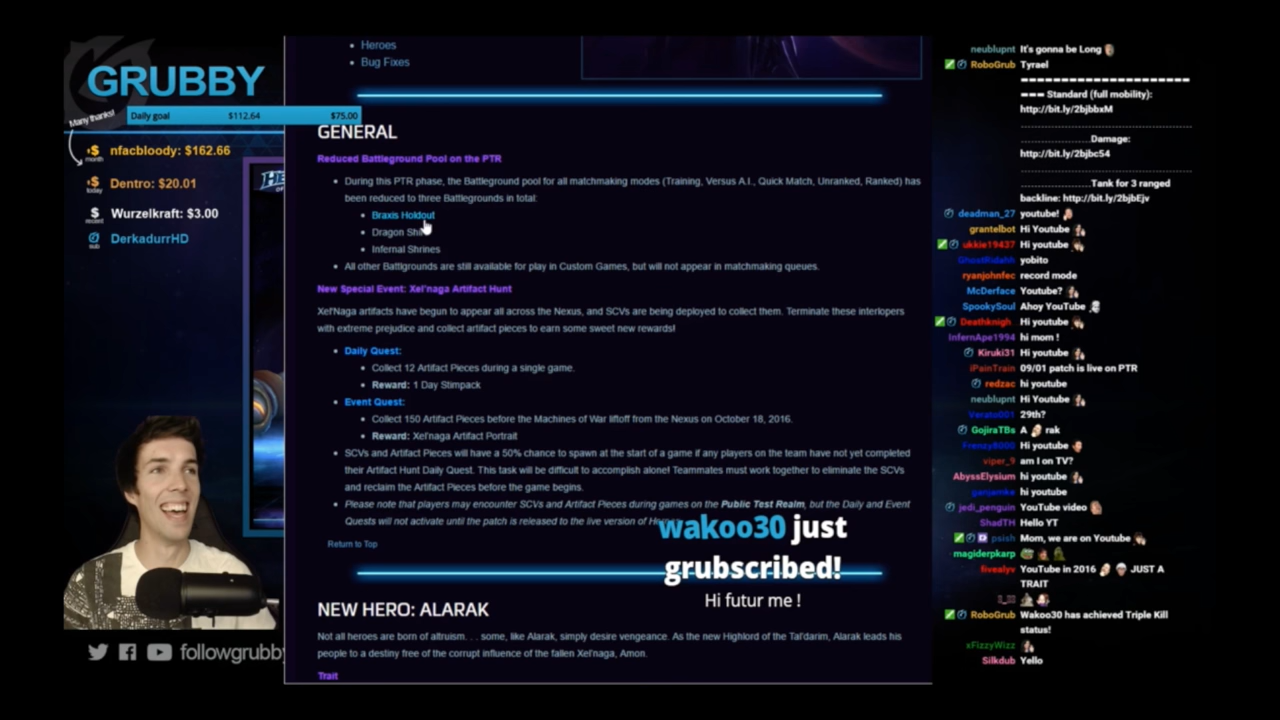 GRUBBY
Many thanks!
Daily goal $112.64 $75.00
$ month nfacbloody: $162.66
$ today Dentro: $20.01
$ recent Wurzelkraft: $3.00
sub DerkadurrHD
followgrubby
Heroes
Bug Fixes
GENERAL
Reduced Battleground Pool on the PTR
During this PTR phase, the Battleground pool for all matchmaking modes (Training, Versus A.I., Quick Match, Unranked, Ranked) has
been reduced to three Battlegrounds in total:
Braxis Holdout
Dragon Shi
Infernal Shrines
All other Battlgrounds are still available for play in Custom Games, but will not appear in matchmaking queues.
New Special Event: Xel'naga Artifact Hunt
Xel'Naga artifacts have begun to appear all across the Nexus, and SCVs are being deployed to collect them. Terminate these interlopers
with extreme prejudice and collect artifact pieces to earn some sweet new rewards!
Daily Quest:
Collect 12 Artifact Pieces during a single game.
Reward: 1 Day Stimpack
Event Quest:
Collect 150 Artifact Pieces before the Machines of War liftoff from the Nexus on October 18, 2016.
Reward: Xel'naga Artifact Portrait
SCVs and Artifact Pieces will have a 50% chance to spawn at the start of a game if any players on the team have not yet completed
their Artifact Hunt Daily Quest. This task will be difficult to accomplish alone! Teammates must work together to eliminate the SCVs
and reclaim the Artifact Pieces before the game begins.
Please note that players may encounter SCVs and Artifact Pieces during games on the Public Test Realm, but the Daily and Event
Quests will not activate until the patch is released to the live version of
wakoo30 just
grubscribed!
Hi futur me !
Return to Top
NEW HERO: ALARAK
Not all heroes are born of altruism. . . some, like Alarak, simply desire vengeance. As the new Highlord of the Tal'darim, Alarak leads his
people to a destiny free of the corrupt influence of the fallen Xel'naga, Amon.
Trait
neublupnt It's gonna be Long
RoboGrub Tyrael
Standard (full mobility):
http://bit.ly/2bjbbxM
Damage:
http://bit.ly/2bjbc54
Tank for 3 ranged
backline: http://bit.ly/2bjbEjv
deadman_27 youtube!
grantelbot Hi Youtube
ukkie19437 Hi youtube
GhostRidahh yobito
ryanjohnfec record mode
McDerface Youtube?
SpookySoul Ahoy YouTube
Deathknigh Hi youtube
InfernApe1994 hi mom !
Kiruki31 Hi youtube
iPainTrain 09/01 patch is live on PTR
redzac hi youtube
neublupnt Hi Youtube
Verato001 29th?
GojiraTBs A rak
Frenzy8000 Hi youtube
viper_9 am I on TV?
AbyssElysium hi youtube
ganjamka hi youtube
jedi_penguin YouTube video
ShadTH Hello YT
psish Mom, we are on Youtube
magiderpkarp
fivealyv YouTube in 2016 JUST A
TRAIT
RoboGrub Wakoo30 has achieved Triple Kill
status!
xFizzyWizz
Silkdub Yello